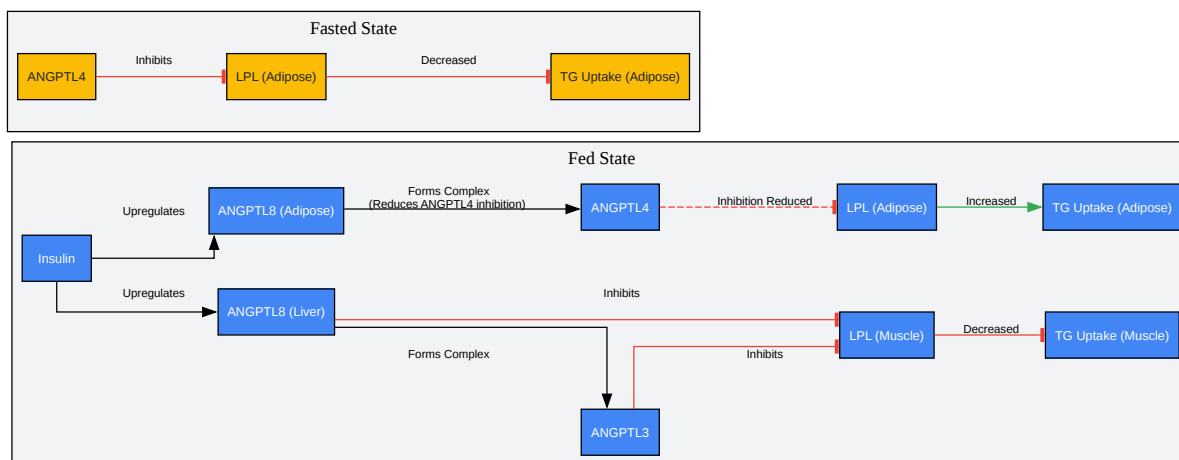 Fasted State
ANGPTL4
Inhibits
LPL (Adipose)
Decreased
TG Uptake (Adipose)
Fed State
Insulin
Upregulates
ANGPTL8 (Adipose)
Forms Complex
(Reduces ANGPTL4 inhibition)
ANGPTL4
Inhibition Reduced
LPL (Adipose)
Increased
TG Uptake (Adipose)
Upregulates
ANGPTL8 (Liver)
Inhibits
Forms Complex
ANGPTL3
Inhibits
LPL (Muscle)
Decreased
TG Uptake (Muscle)